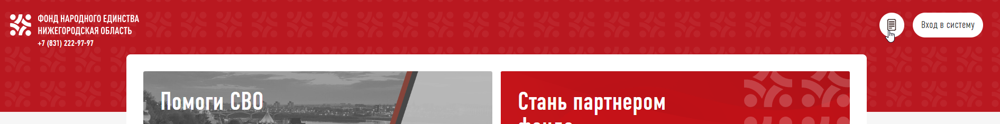 ФОНД НАРОДНОГО ЕДИНСТВА
НИЖЕГОРОДСКАЯ ОБЛАСТЬ
+7 (831) 222-97-97
Вход в систему
Помоги СВО
Стань партнером